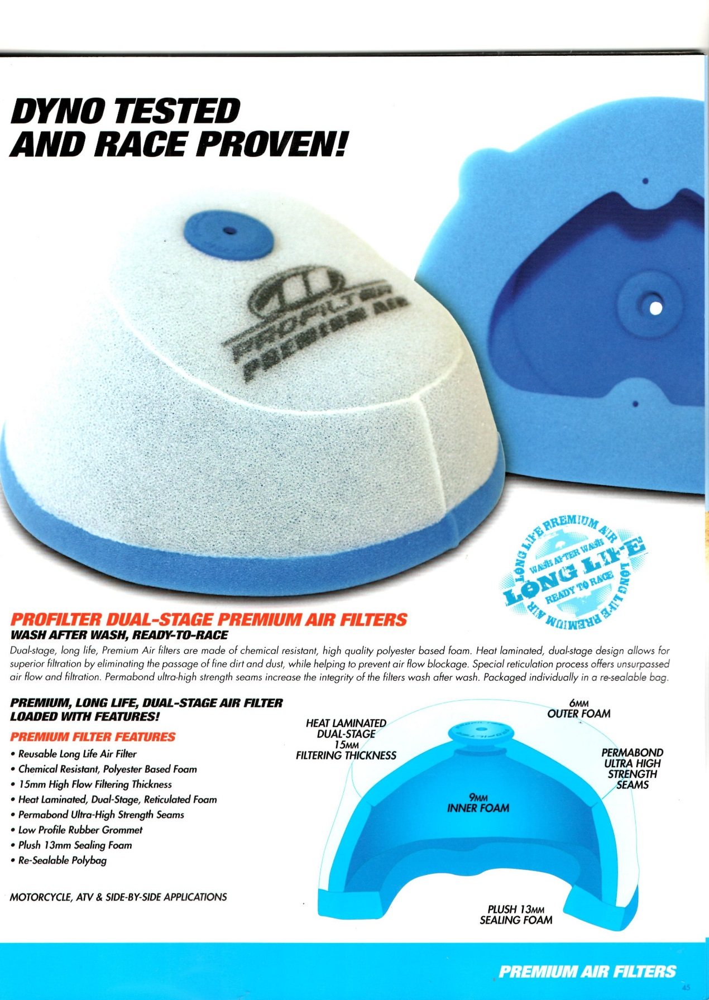 DYNO TESTED
AND RACE PROVEN!
PROFILTER
PREMIUM AIR
LONG LIFE PREMIUM AIR
LONG LIFE PREMIUM AIR
WASH AFTER WASH
LONG LIFE
READY TO RACE
PROFILTER DUAL-STAGE PREMIUM AIR FILTERS
WASH AFTER WASH, READY-TO-RACE
Dual-stage, long life, Premium Air filters are made of chemical resistant, high quality polyester based foam. Heat laminated, dual-stage design allows for
superior filtration by eliminating the passage of fine dirt and dust, while helping to prevent air flow blockage. Special reticulation process offers unsurpassed
air flow and filtration. Permabond ultra-high strength seams increase the integrity of the filters wash after wash. Packaged individually in a re-sealable bag.
PREMIUM, LONG LIFE, DUAL-STAGE AIR FILTER
LOADED WITH FEATURES!
PREMIUM FILTER FEATURES
• Reusable Long Life Air Filter
• Chemical Resistant, Polyester Based Foam
• 15mm High Flow Filtering Thickness
• Heat Laminated, Dual-Stage, Reticulated Foam
• Permabond Ultra-High Strength Seams
• Low Profile Rubber Grommet
• Plush 13mm Sealing Foam
• Re-Sealable Polybag
MOTORCYCLE, ATV & SIDE-BY-SIDE APPLICATIONS
HEAT LAMINATED
DUAL-STAGE
15MM
FILTERING THICKNESS
6MM
OUTER FOAM
PERMABOND
ULTRA HIGH
STRENGTH
SEAMS
9MM
INNER FOAM
PLUSH 13MM
SEALING FOAM
PREMIUM AIR FILTERS
45